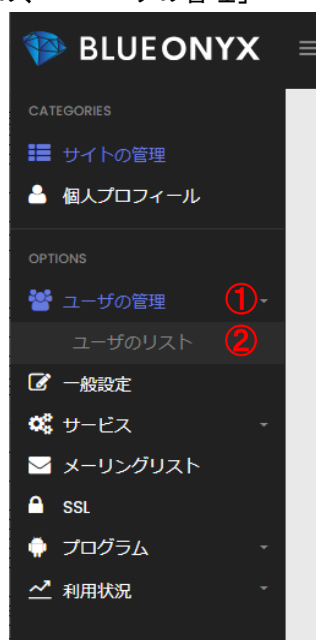 BLUEONYX
CATEGORIES
サイトの管理
個人プロフィール
OPTIONS
ユーザの管理 ①
ユーザのリスト ②
一般設定
サービス
メーリングリスト
SSL
プログラム
利用状況